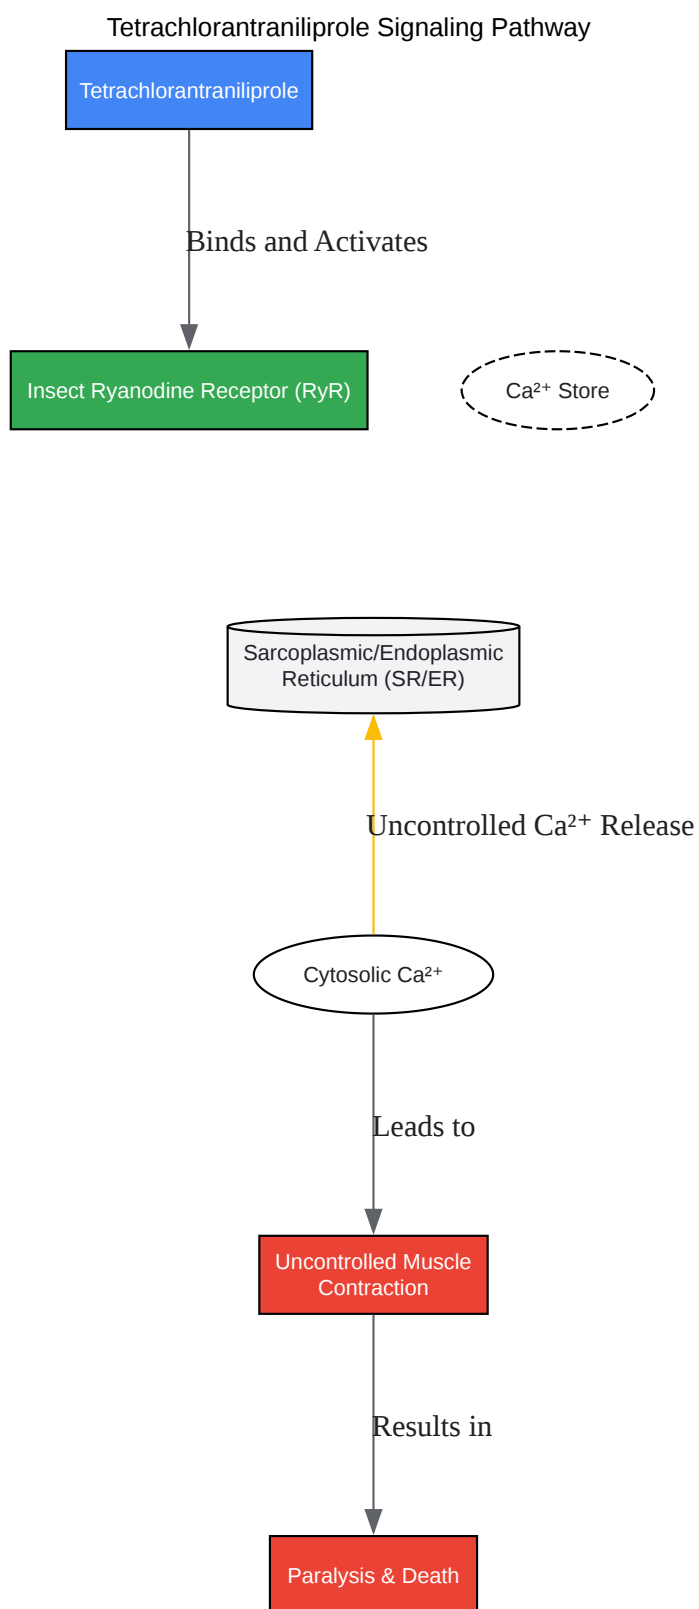 Tetrachlorantraniliprole Signaling Pathway
Tetrachlorantraniliprole
Binds and Activates
Insect Ryanodine Receptor (RyR)
Ca²⁺ Store
Sarcoplasmic/Endoplasmic
Reticulum (SR/ER)
Uncontrolled Ca²⁺ Release
Cytosolic Ca²⁺
Leads to
Uncontrolled Muscle
Contraction
Results in
Paralysis & Death